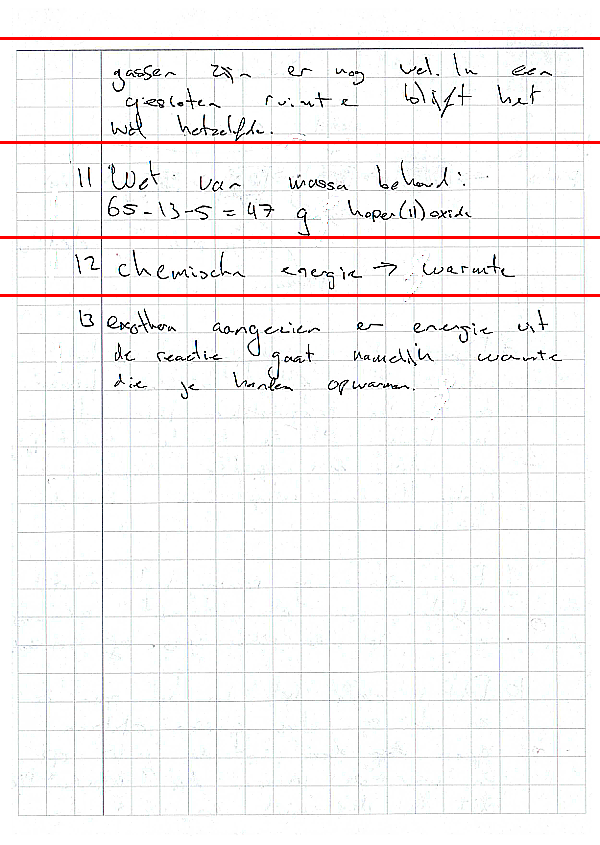 gassen zijn er nog wel. In een
gesloten ruimte blijft het
wel hetzelfde.
11 Wet van massa behoud:
65-13-5 = 47 g koper(II)oxide
12 chemische energie → warmte
13 exotherm aangezien er energie uit
de reactie gaat namelijk warmte
die je handen opwarmen.